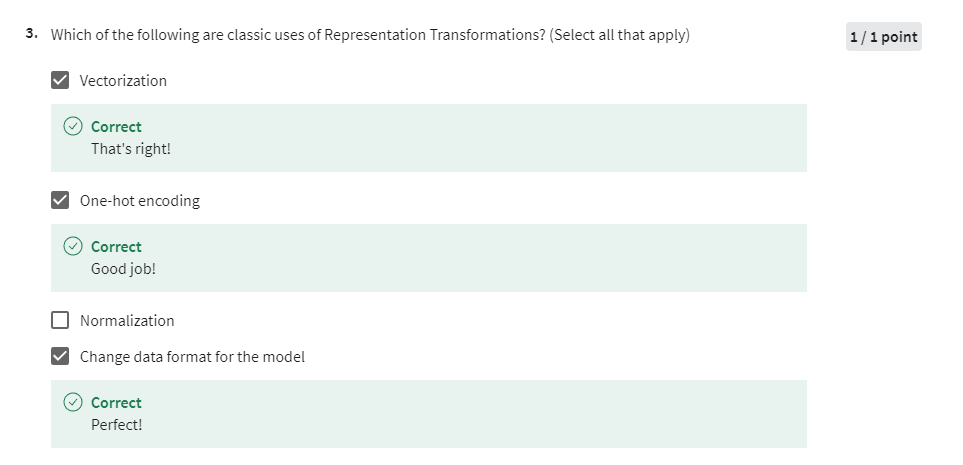 3. Which of the following are classic uses of Representation Transformations? (Select all that apply)
1 / 1 point
Vectorization
Correct
That's right!
One-hot encoding
Correct
Good job!
Normalization
Change data format for the model
Correct
Perfect!